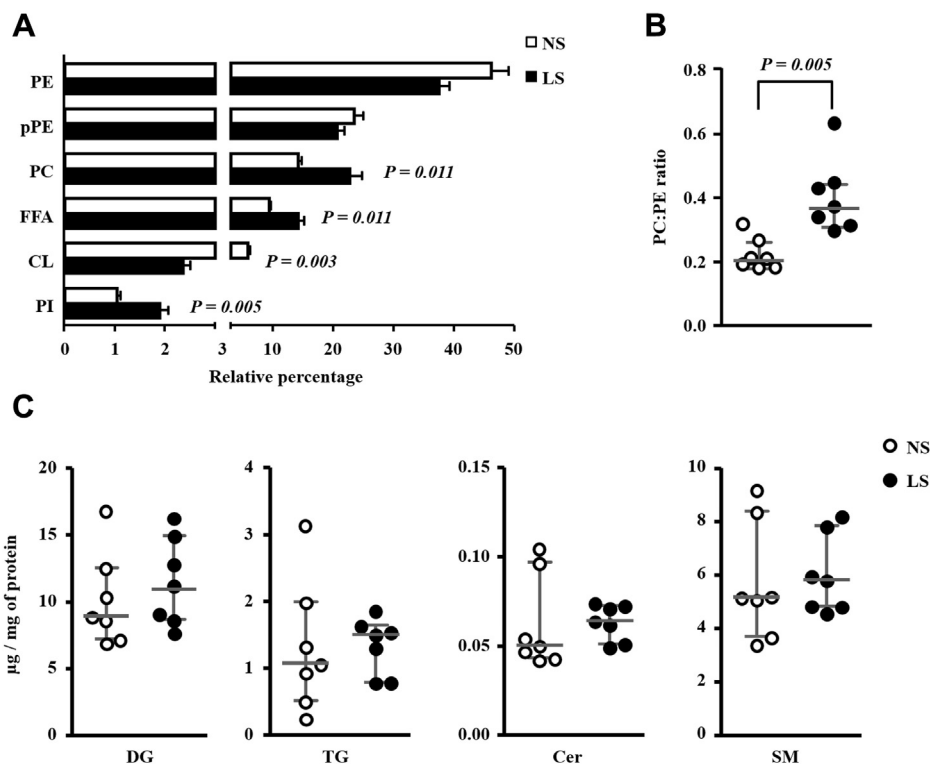 A
NS
LS
PE
pPE
PC
P = 0.011
FFA
P = 0.011
CL
P = 0.003
PI
P = 0.005
0 1 2 3 10 20 30 40 50
Relative percentage
B
P = 0.005
0.8
0.6
0.4
0.2
0.0
PC:PE ratio
C
NS
LS
µg / mg of protein
20
15
10
5
0
DG
4
3
2
1
0
TG
0.15
0.10
0.05
0.00
Cer
10
8
6
4
2
0
SM